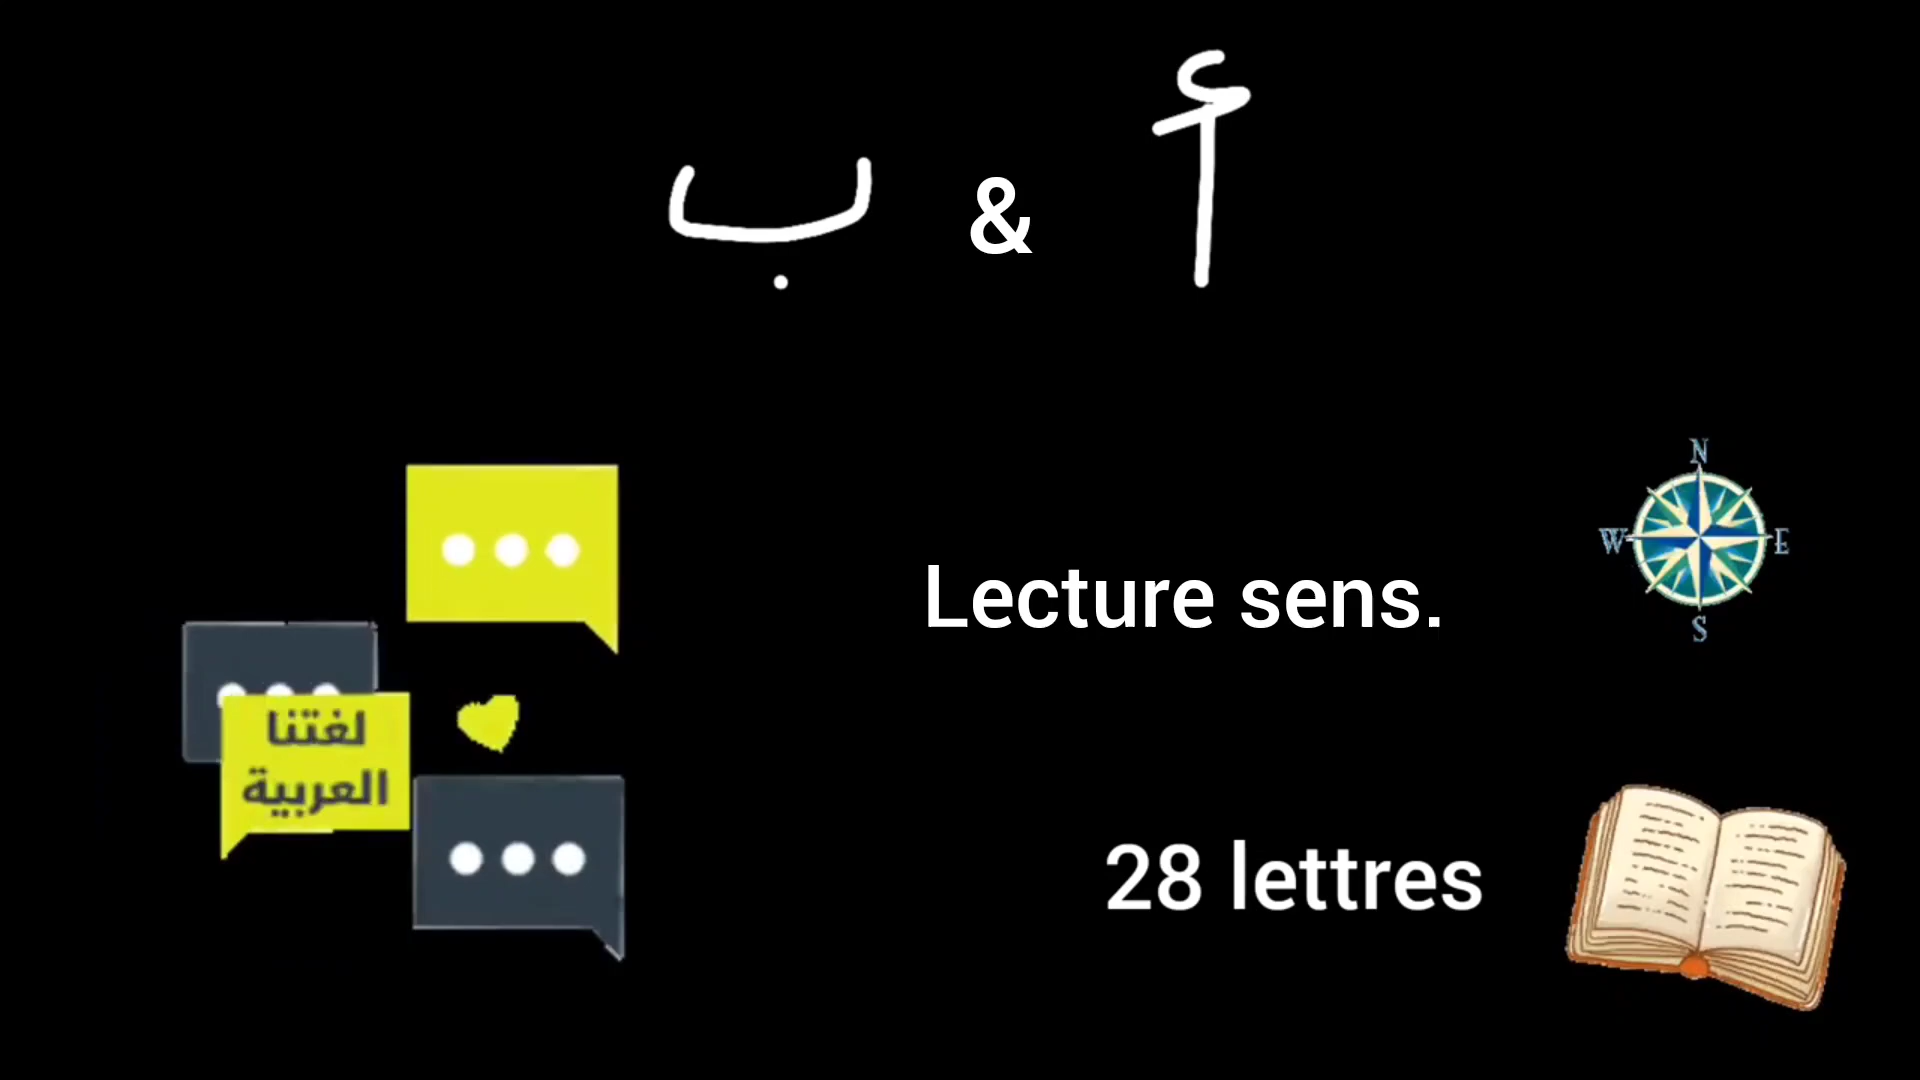 أ & ب
Lecture sens.
N
W E
S
لغتنا
العربية
28 lettres